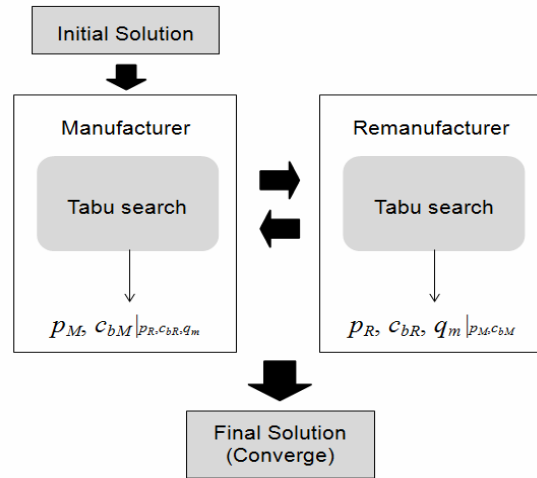 Initial Solution
Manufacturer
Tabu search
p_M, c_bM|p_R,c_bR,q_m
Remanufacturer
Tabu search
p_R, c_bR, q_m|p_M,c_bM
Final Solution
(Converge)